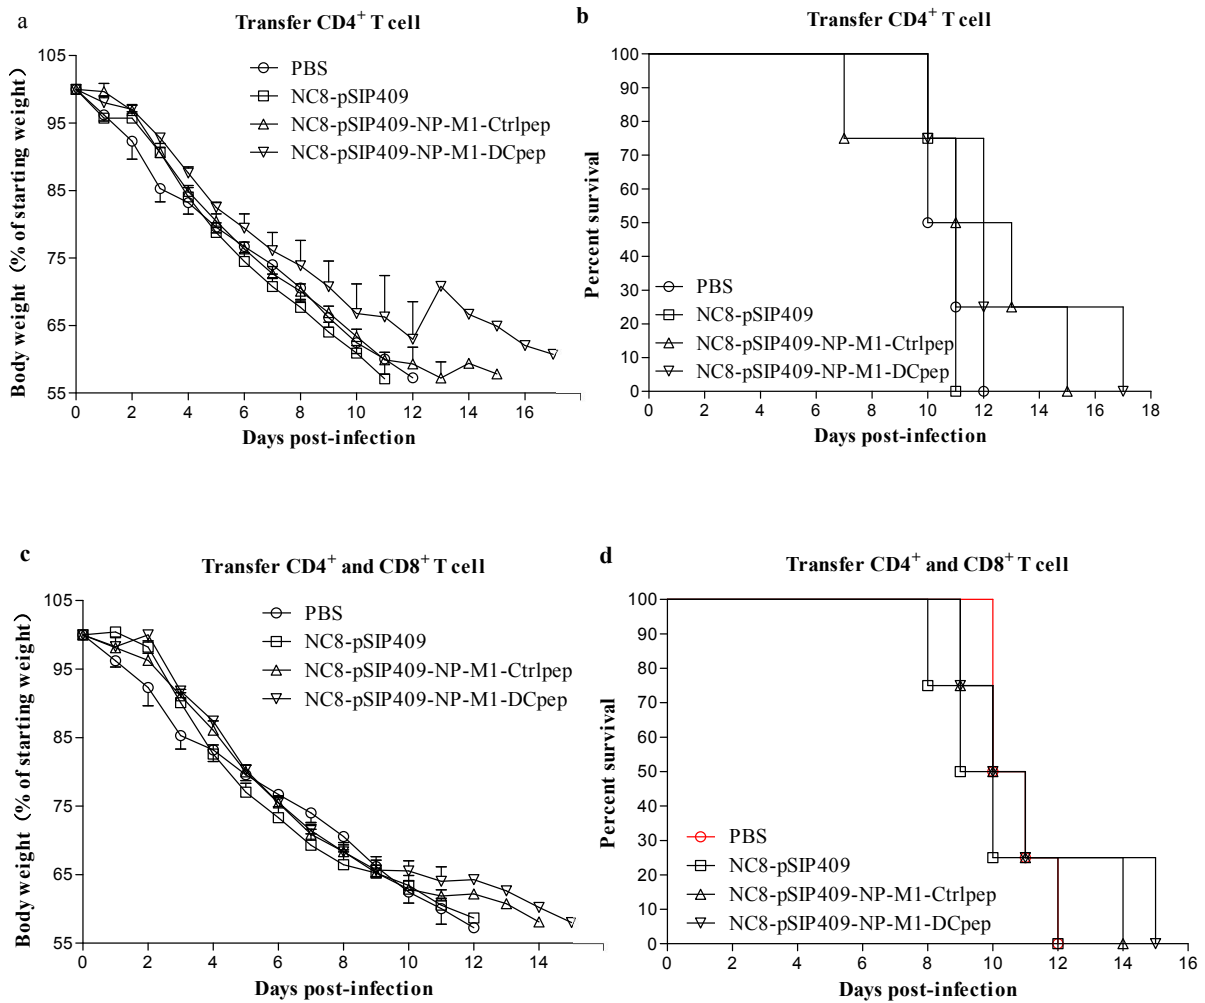 a
Transfer CD4+ T cell
105
95
85
75
65
55
Body weight (% of starting weight)
PBS
NC8-pSIP409
NC8-pSIP409-NP-M1-Ctrlpep
NC8-pSIP409-NP-M1-DCpep
0 2 4 6 8 10 12 14 16
Days post-infection
b
Transfer CD4+ T cell
100
90
80
70
60
50
40
30
20
10
0
Percent survival
PBS
NC8-pSIP409
NC8-pSIP409-NP-M1-Ctrlpep
NC8-pSIP409-NP-M1-DCpep
0 2 4 6 8 10 12 14 16 18
Days post-infection
c
Transfer CD4+ and CD8+ T cell
105
95
85
75
65
55
Body weight (% of starting weight)
PBS
NC8-pSIP409
NC8-pSIP409-NP-M1-Ctrlpep
NC8-pSIP409-NP-M1-DCpep
0 2 4 6 8 10 12 14
Days post-infection
d
Transfer CD4+ and CD8+ T cell
100
90
80
70
60
50
40
30
20
10
0
Percent survival
PBS
NC8-pSIP409
NC8-pSIP409-NP-M1-Ctrlpep
NC8-pSIP409-NP-M1-DCpep
0 2 4 6 8 10 12 14 16
Days post-infection